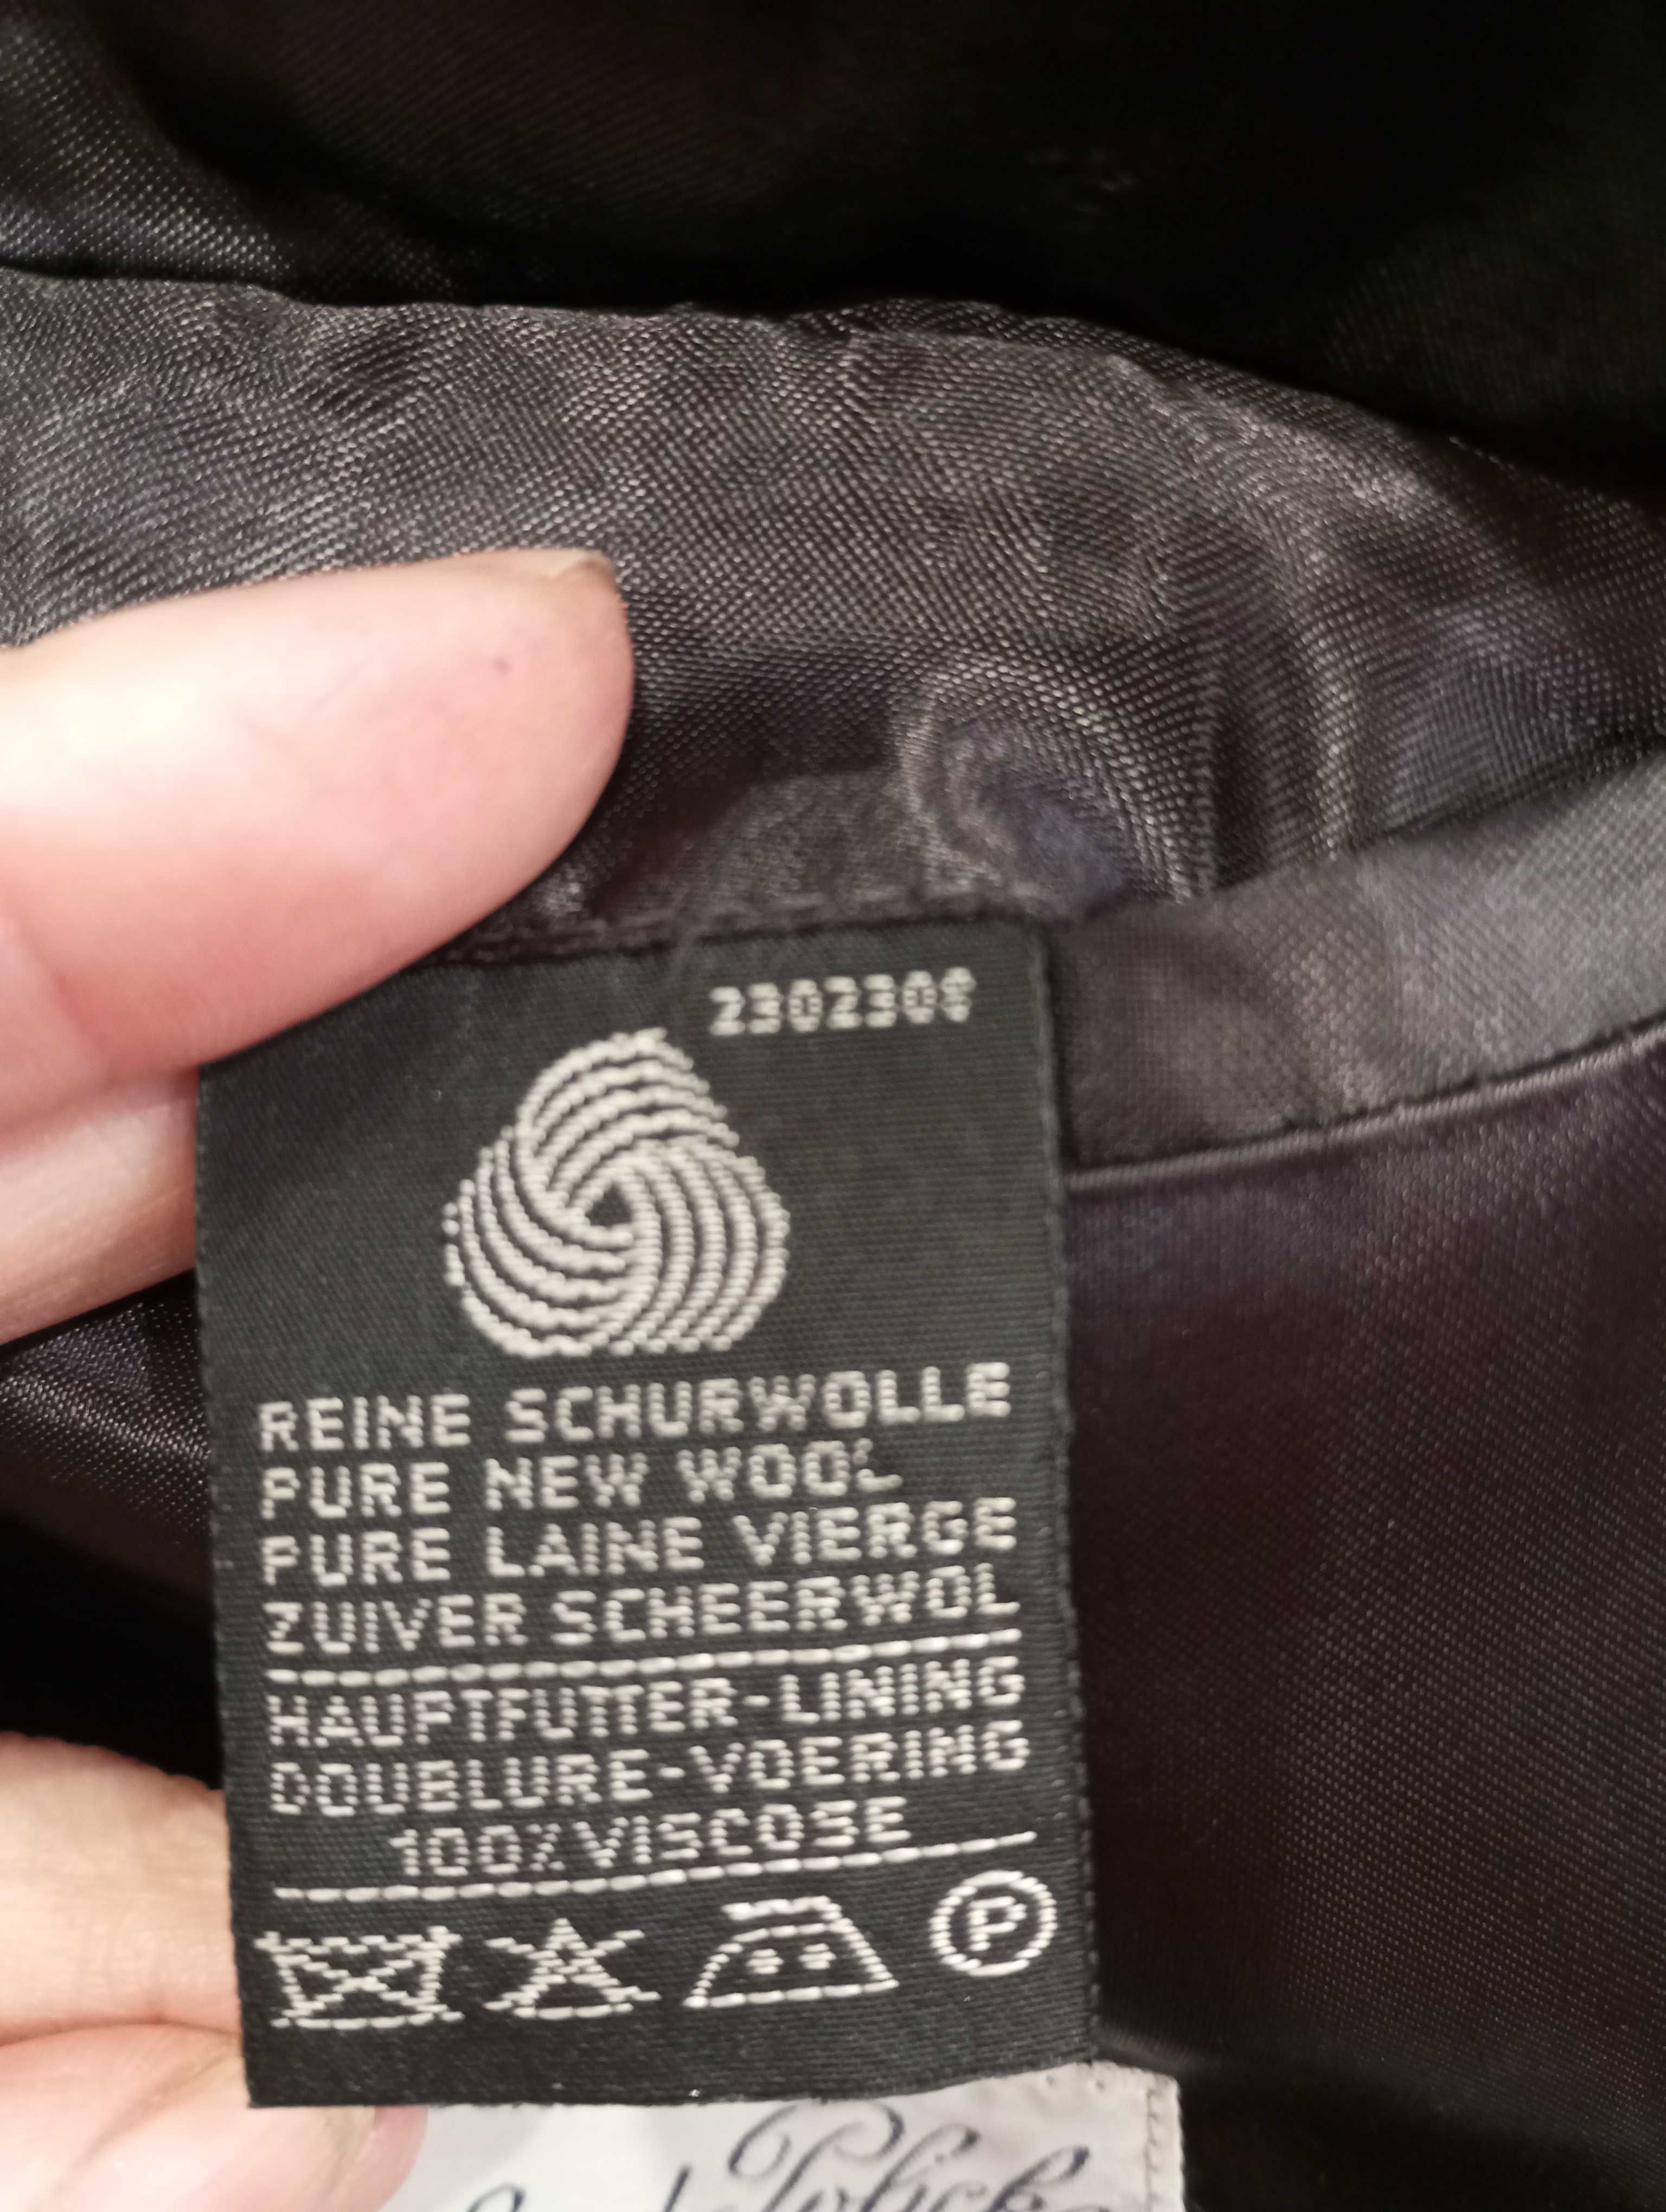 2302308
REINE SCHURWOLLE
PURE NEW WOOL
PURE LAINE VIERGE
ZUIVER SCHEERWOL
HAUPTFUTTER-LINING
DOUBLURE-VOERING
100% VISCOSE
P